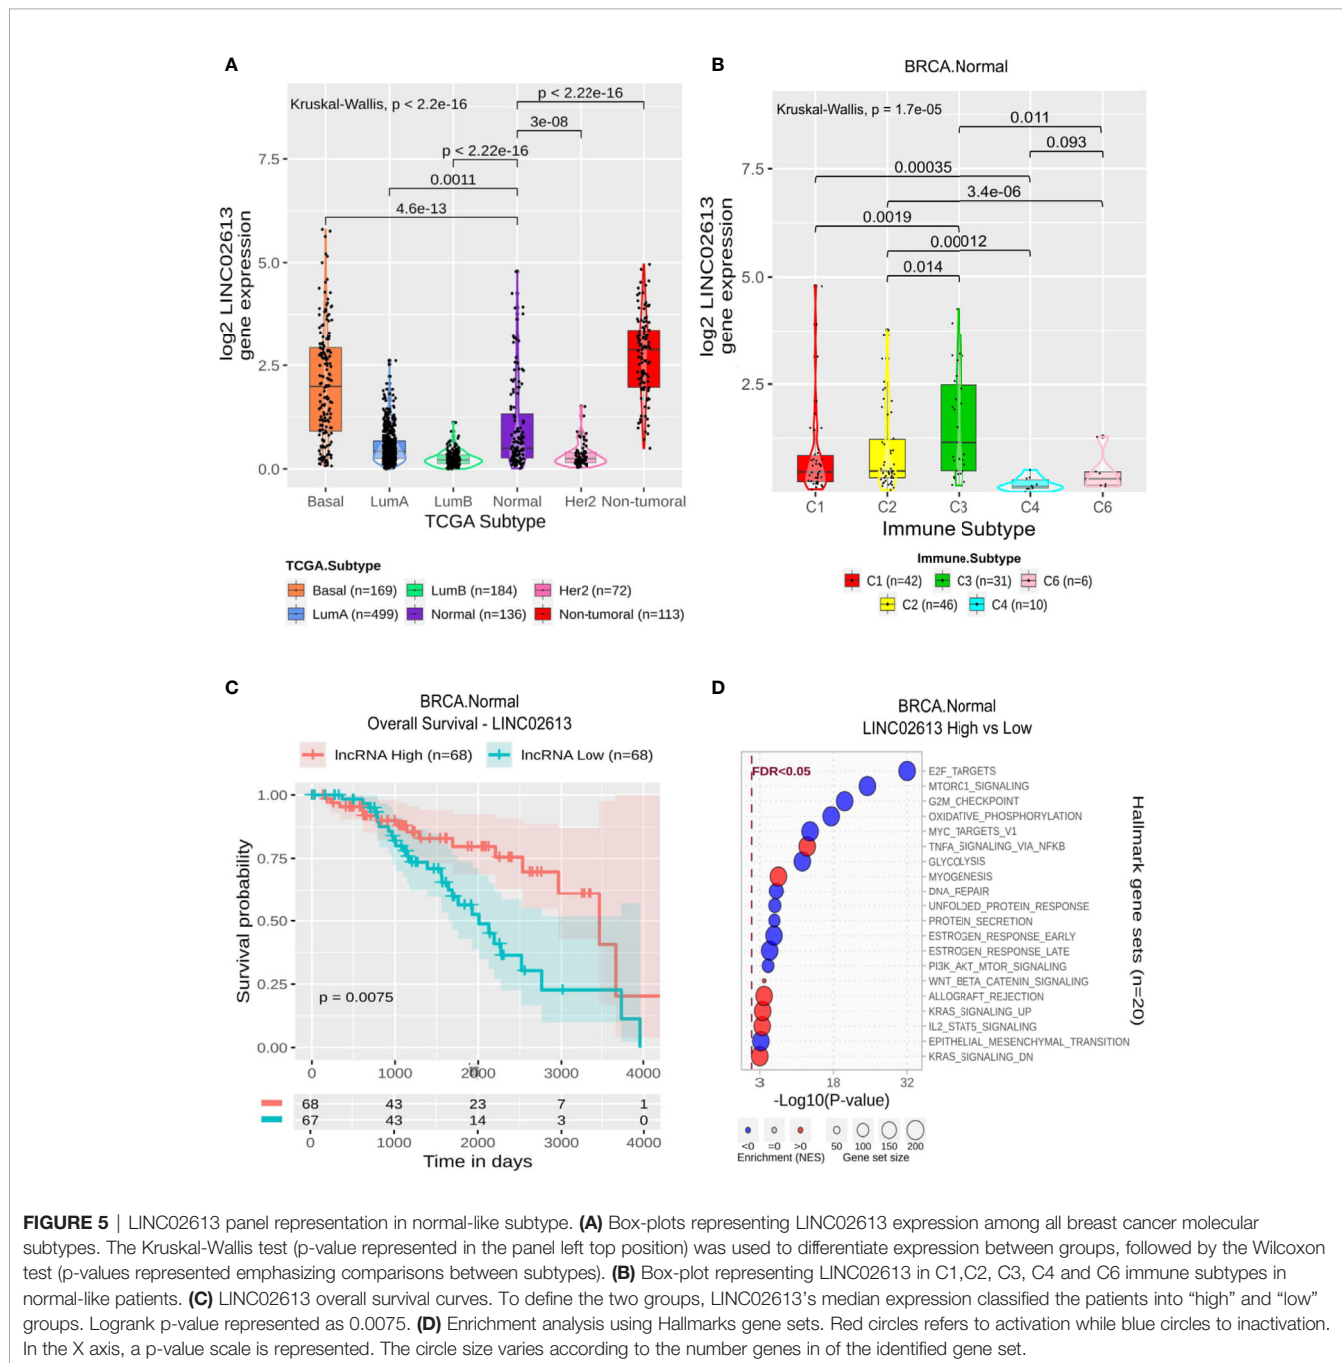 A
Kruskal-Wallis, p < 2.2e-16
p < 2.22e-16
3e-08
p < 2.22e-16
0.0011
4.6e-13
7.5
5.0
2.5
0.0
log2 LINC02613
gene expression
Basal LumA LumB Normal Her2 Non-tumoral
TCGA Subtype
TCGA.Subtype
Basal (n=169) LumB (n=184) Her2 (n=72)
LumA (n=499) Normal (n=136) Non-tumoral (n=113)
B
BRCA.Normal
Kruskal-Wallis, p = 1.7e-05
0.011
0.093
0.00035
3.4e-06
0.0019
0.00012
0.014
7.5
5.0
2.5
log2 LINC02613
gene expression
C1 C2 C3 C4 C6
Immune Subtype
Immune.Subtype
C1 (n=42) C3 (n=31) C6 (n=6)
C2 (n=46) C4 (n=10)
C
BRCA.Normal
Overall Survival - LINC02613
lncRNA High (n=68) lncRNA Low (n=68)
1.00
0.75
0.50
0.25
0.00
Survival probability
p = 0.0075
0 1000 2000 3000 4000
68 43 23 7 1
67 43 14 3 0
0 1000 2000 3000 4000
Time in days
D
BRCA.Normal
LINC02613 High vs Low
FDR<0.05
E2F_TARGETS
MTORC1_SIGNALING
G2M_CHECKPOINT
OXIDATIVE_PHOSPHORYLATION
MYC_TARGETS_V1
TNFA_SIGNALING_VIA_NFKB
GLYCOLYSIS
MYOGENESIS
DNA_REPAIR
UNFOLDED_PROTEIN_RESPONSE
PROTEIN_SECRETION
ESTROGEN_RESPONSE_EARLY
ESTROGEN_RESPONSE_LATE
PI3K_AKT_MTOR_SIGNALING
WNT_BETA_CATENIN_SIGNALING
ALLOGRAFT_REJECTION
KRAS_SIGNALING_UP
IL2_STAT5_SIGNALING
EPITHELIAL_MESENCHYMAL_TRANSITION
KRAS_SIGNALING_DN
Hallmark gene sets (n=20)
3 18 32
-Log10(P-value)
<0 =0 >0 50 100 150 200
Enrichment (NES) Gene set size
FIGURE 5 | LINC02613 panel representation in normal-like subtype. (A) Box-plots representing LINC02613 expression among all breast cancer molecular
subtypes. The Kruskal-Wallis test (p-value represented in the panel left top position) was used to differentiate expression between groups, followed by the Wilcoxon
test (p-values represented emphasizing comparisons between subtypes). (B) Box-plot representing LINC02613 in C1,C2, C3, C4 and C6 immune subtypes in
normal-like patients. (C) LINC02613 overall survival curves. To define the two groups, LINC02613’s median expression classified the patients into “high” and “low”
groups. Logrank p-value represented as 0.0075. (D) Enrichment analysis using Hallmarks gene sets. Red circles refers to activation while blue circles to inactivation.
In the X axis, a p-value scale is represented. The circle size varies according to the number genes in of the identified gene set.